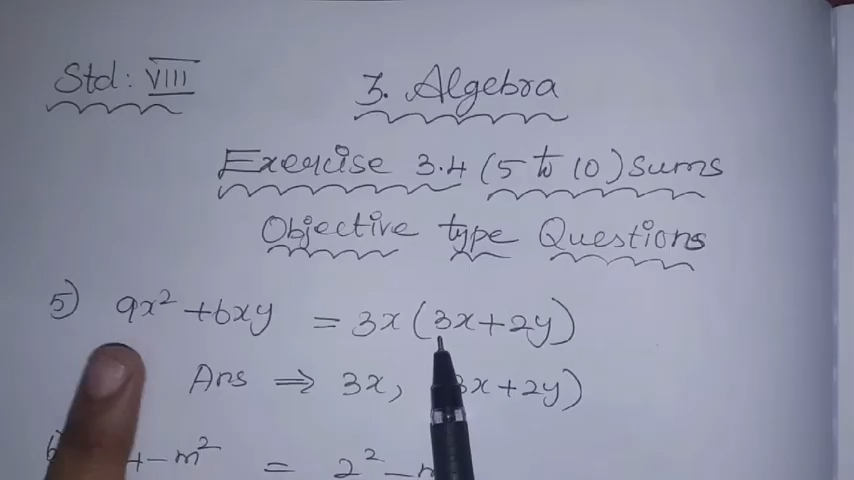 Std: VIII
3. Algebra
Exercise 3.4 (5 to 10) Sums
Objective type Questions
5) 9x² + 6xy = 3x(3x+2y)
Ans ⇒ 3x, 3x+2y)
- m² = 2² -